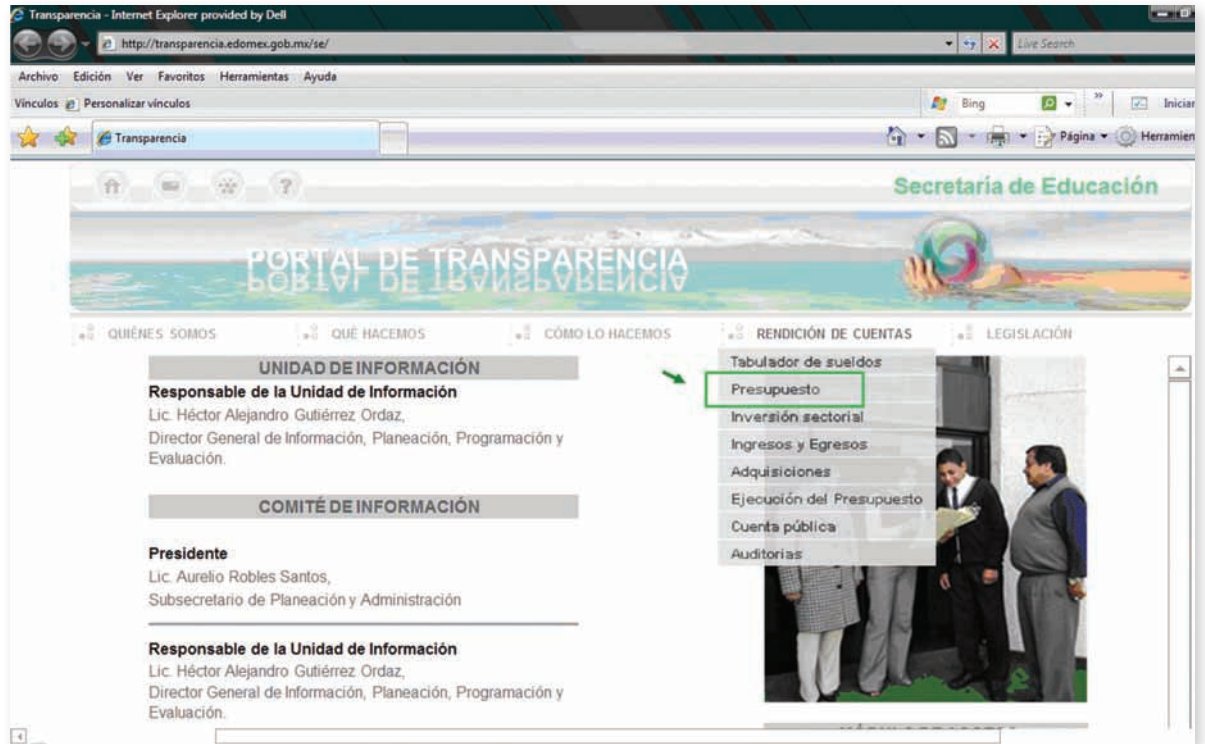 Transparencia - Internet Explorer provided by Dell
http://transparencia.edomex.gob.mx/se/
Live Search
Archivo Edición Ver Favoritos Herramientas Ayuda
Vínculos Personalizar vínculos
Bing
»
Iniciar
Transparencia
Página
Herramien
?
Secretaría de Educación
PORTAL DE TRANSPARENCIA
QUIÉNES SOMOS
QUÉ HACEMOS
CÓMO LO HACEMOS
RENDICIÓN DE CUENTAS
LEGISLACIÓN
Tabulador de sueldos
Presupuesto
Inversión sectorial
Ingresos y Egresos
Adquisiciones
Ejecución del Presupuesto
Cuenta pública
Auditorias
UNIDAD DE INFORMACIÓN
Responsable de la Unidad de Información
Lic. Héctor Alejandro Gutiérrez Ordaz,
Director General de Información, Planeación, Programación y
Evaluación.
COMITÉ DE INFORMACIÓN
Presidente
Lic. Aurelio Robles Santos,
Subsecretario de Planeación y Administración
Responsable de la Unidad de Información
Lic. Héctor Alejandro Gutiérrez Ordaz,
Director General de Información, Planeación, Programación y
Evaluación.